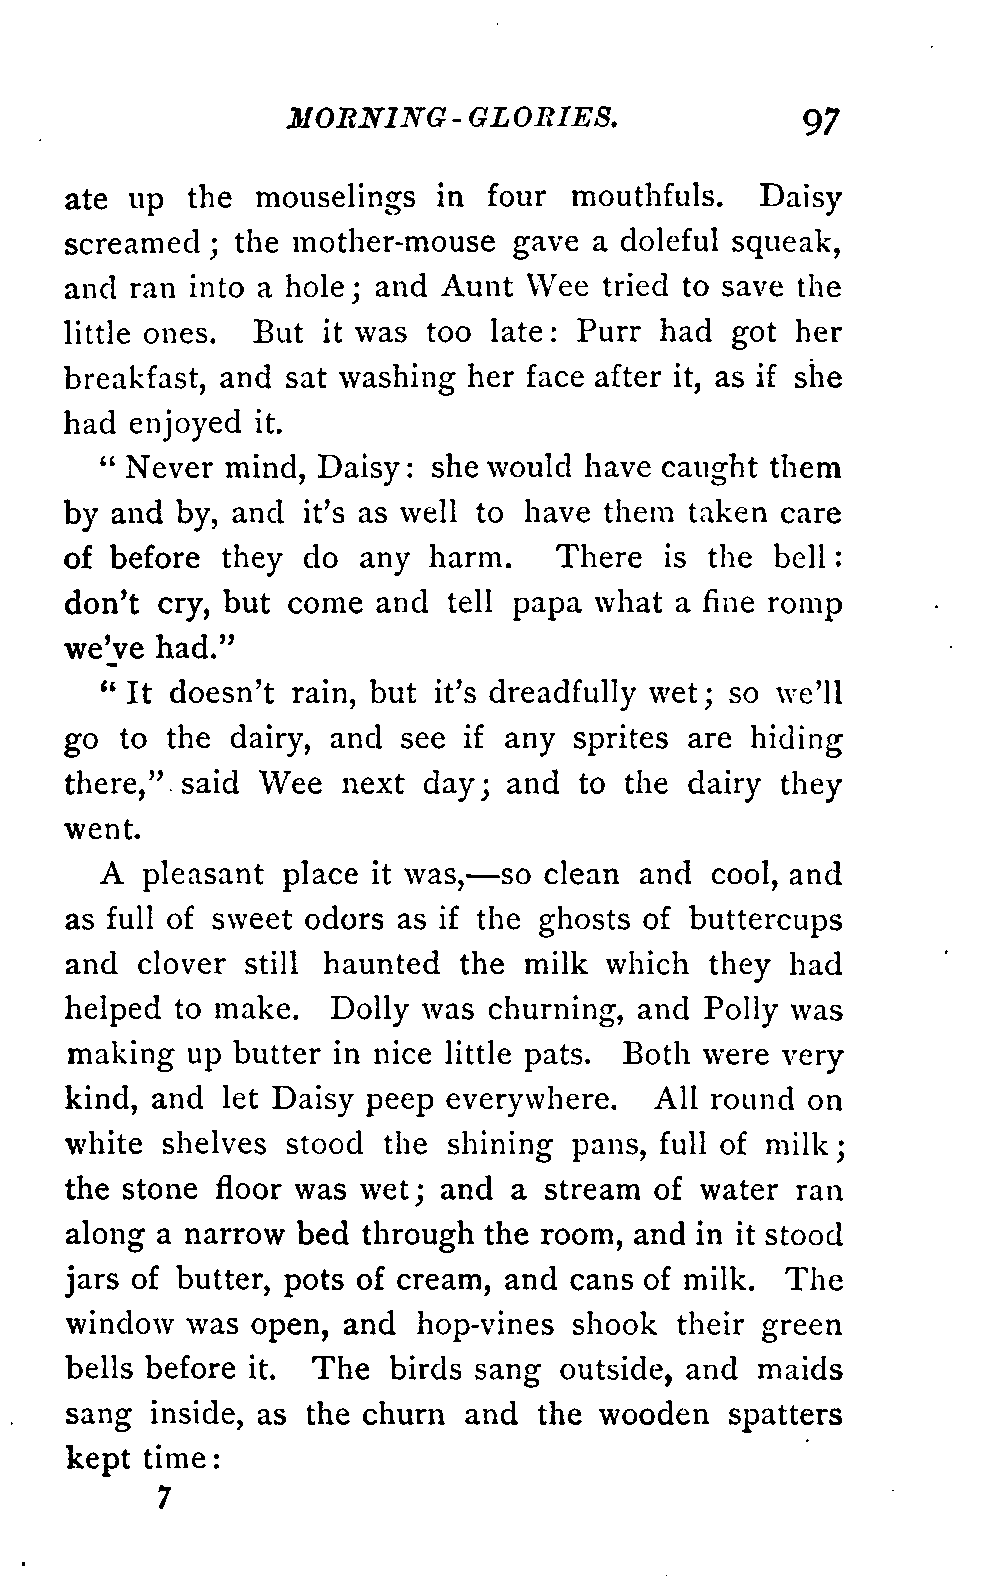 MORNING-GLORIES. 97
ate up the mouselings in four mouthfuls. Daisy
screamed; the mother-mouse gave a doleful squeak,
and ran into a hole; and Aunt Wee tried to save the
little ones. But it was too late: Purr had got her
breakfast, and sat washing her face after it, as if she
had enjoyed it.
"Never mind, Daisy: she would have caught them
by and by, and it's as well to have them taken care
of before they do any harm. There is the bell:
don't cry, but come and tell papa what a fine romp
we've had."
"It doesn't rain, but it's dreadfully wet; so we'll
go to the dairy, and see if any sprites are hiding
there," said Wee next day; and to the dairy they
went.
A pleasant place it was,—so clean and cool, and
as full of sweet odors as if the ghosts of buttercups
and clover still haunted the milk which they had
helped to make. Dolly was churning, and Polly was
making up butter in nice little pats. Both were very
kind, and let Daisy peep everywhere. All round on
white shelves stood the shining pans, full of milk;
the stone floor was wet; and a stream of water ran
along a narrow bed through the room, and in it stood
jars of butter, pots of cream, and cans of milk. The
window was open, and hop-vines shook their green
bells before it. The birds sang outside, and maids
sang inside, as the churn and the wooden spatters
kept time:
7